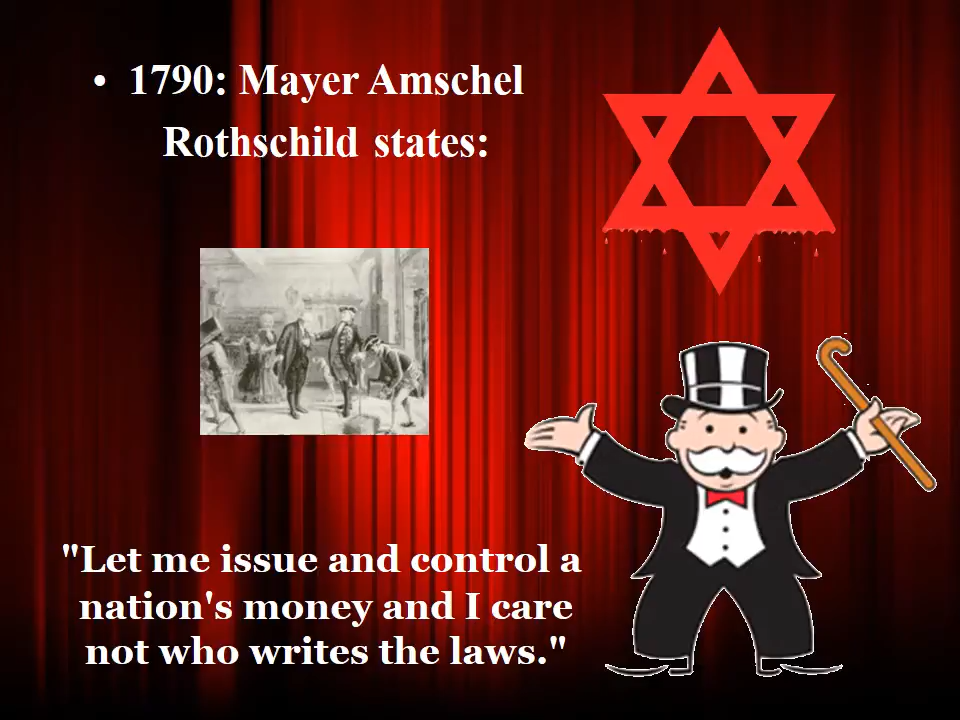 • 1790: Mayer Amschel
Rothschild states:
"Let me issue and control a
nation's money and I care
not who writes the laws."